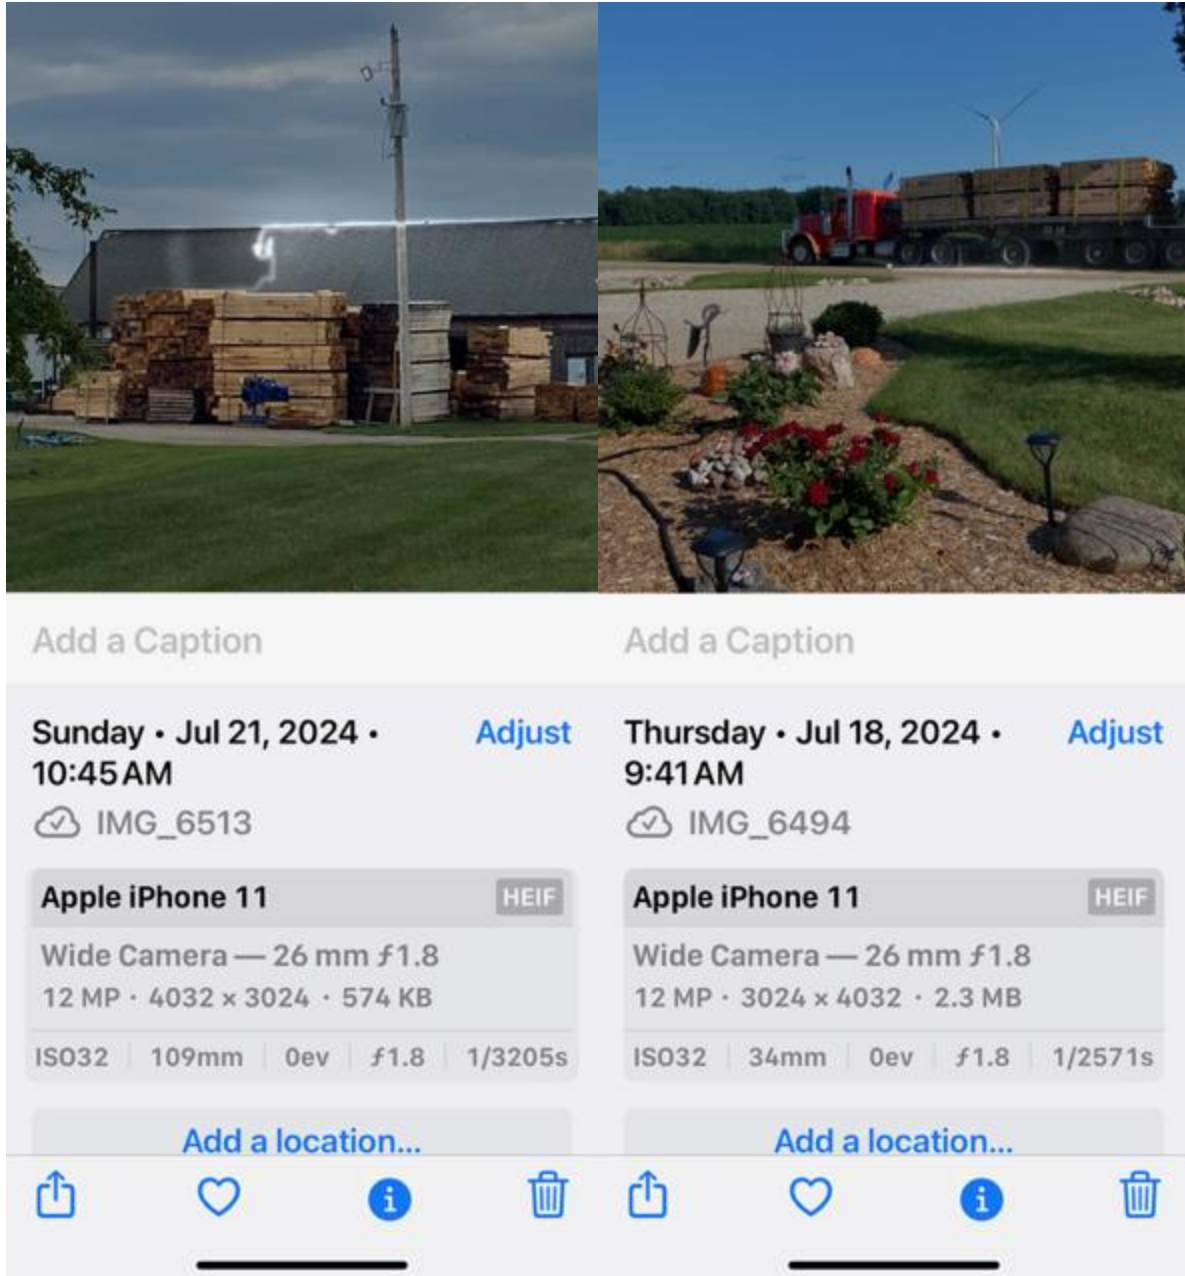 Add a Caption
Sunday • Jul 21, 2024 •
10:45 AM
Adjust
IMG_6513
Apple iPhone 11
HEIF
Wide Camera — 26 mm ƒ1.8
12 MP · 4032 × 3024 · 574 KB
ISO32 109mm 0ev ƒ1.8 1/3205s
Add a location...
Add a Caption
Thursday • Jul 18, 2024 •
9:41 AM
Adjust
IMG_6494
Apple iPhone 11
HEIF
Wide Camera — 26 mm ƒ1.8
12 MP · 3024 × 4032 · 2.3 MB
ISO32 34mm 0ev ƒ1.8 1/2571s
Add a location...